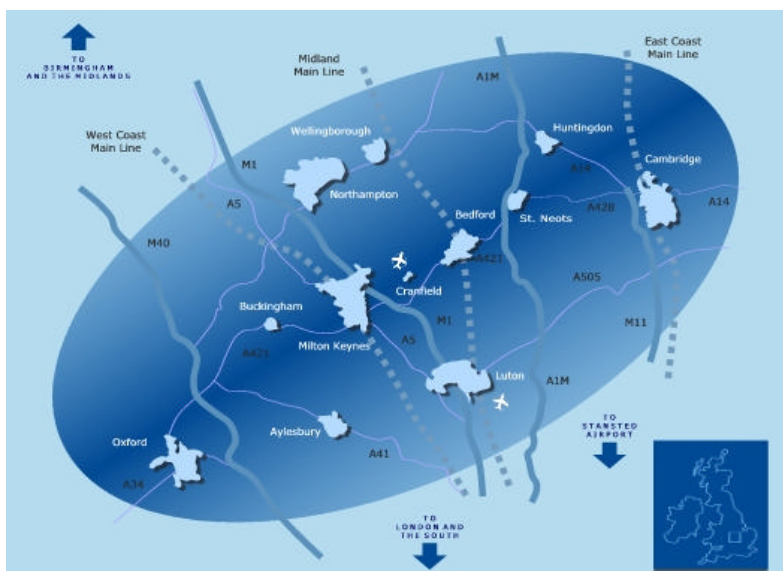 TO
BIRMINGHAM
AND THE MIDLANDS
Midland
Main Line
East Coast
Main Line
A1M
West Coast
Main Line
Wellingborough
Huntingdon
M1
Cambridge
A14
Northampton
A5
Bedford
St. Neots
A428
A14
M40
A421
Cranfield
A505
Buckingham
M1
M11
Milton Keynes
A5
A421
Luton
A1M
TO
STANSTED
AIRPORT
Oxford
Aylesbury
A41
A34
TO
LONDON AND
THE SOUTH